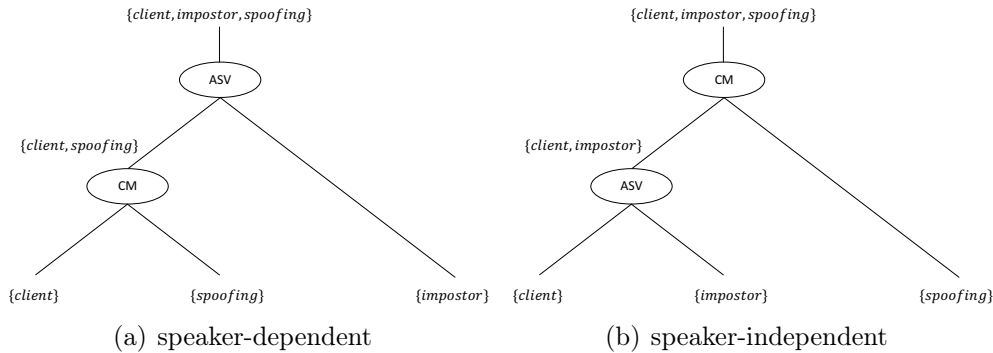 {client, impostor, spoofing}
ASV
{client, spoofing}
CM
{client}
{spoofing}
{impostor}
(a) speaker-dependent
{client, impostor, spoofing}
CM
{client, impostor}
ASV
{client}
{impostor}
{spoofing}
(b) speaker-independent